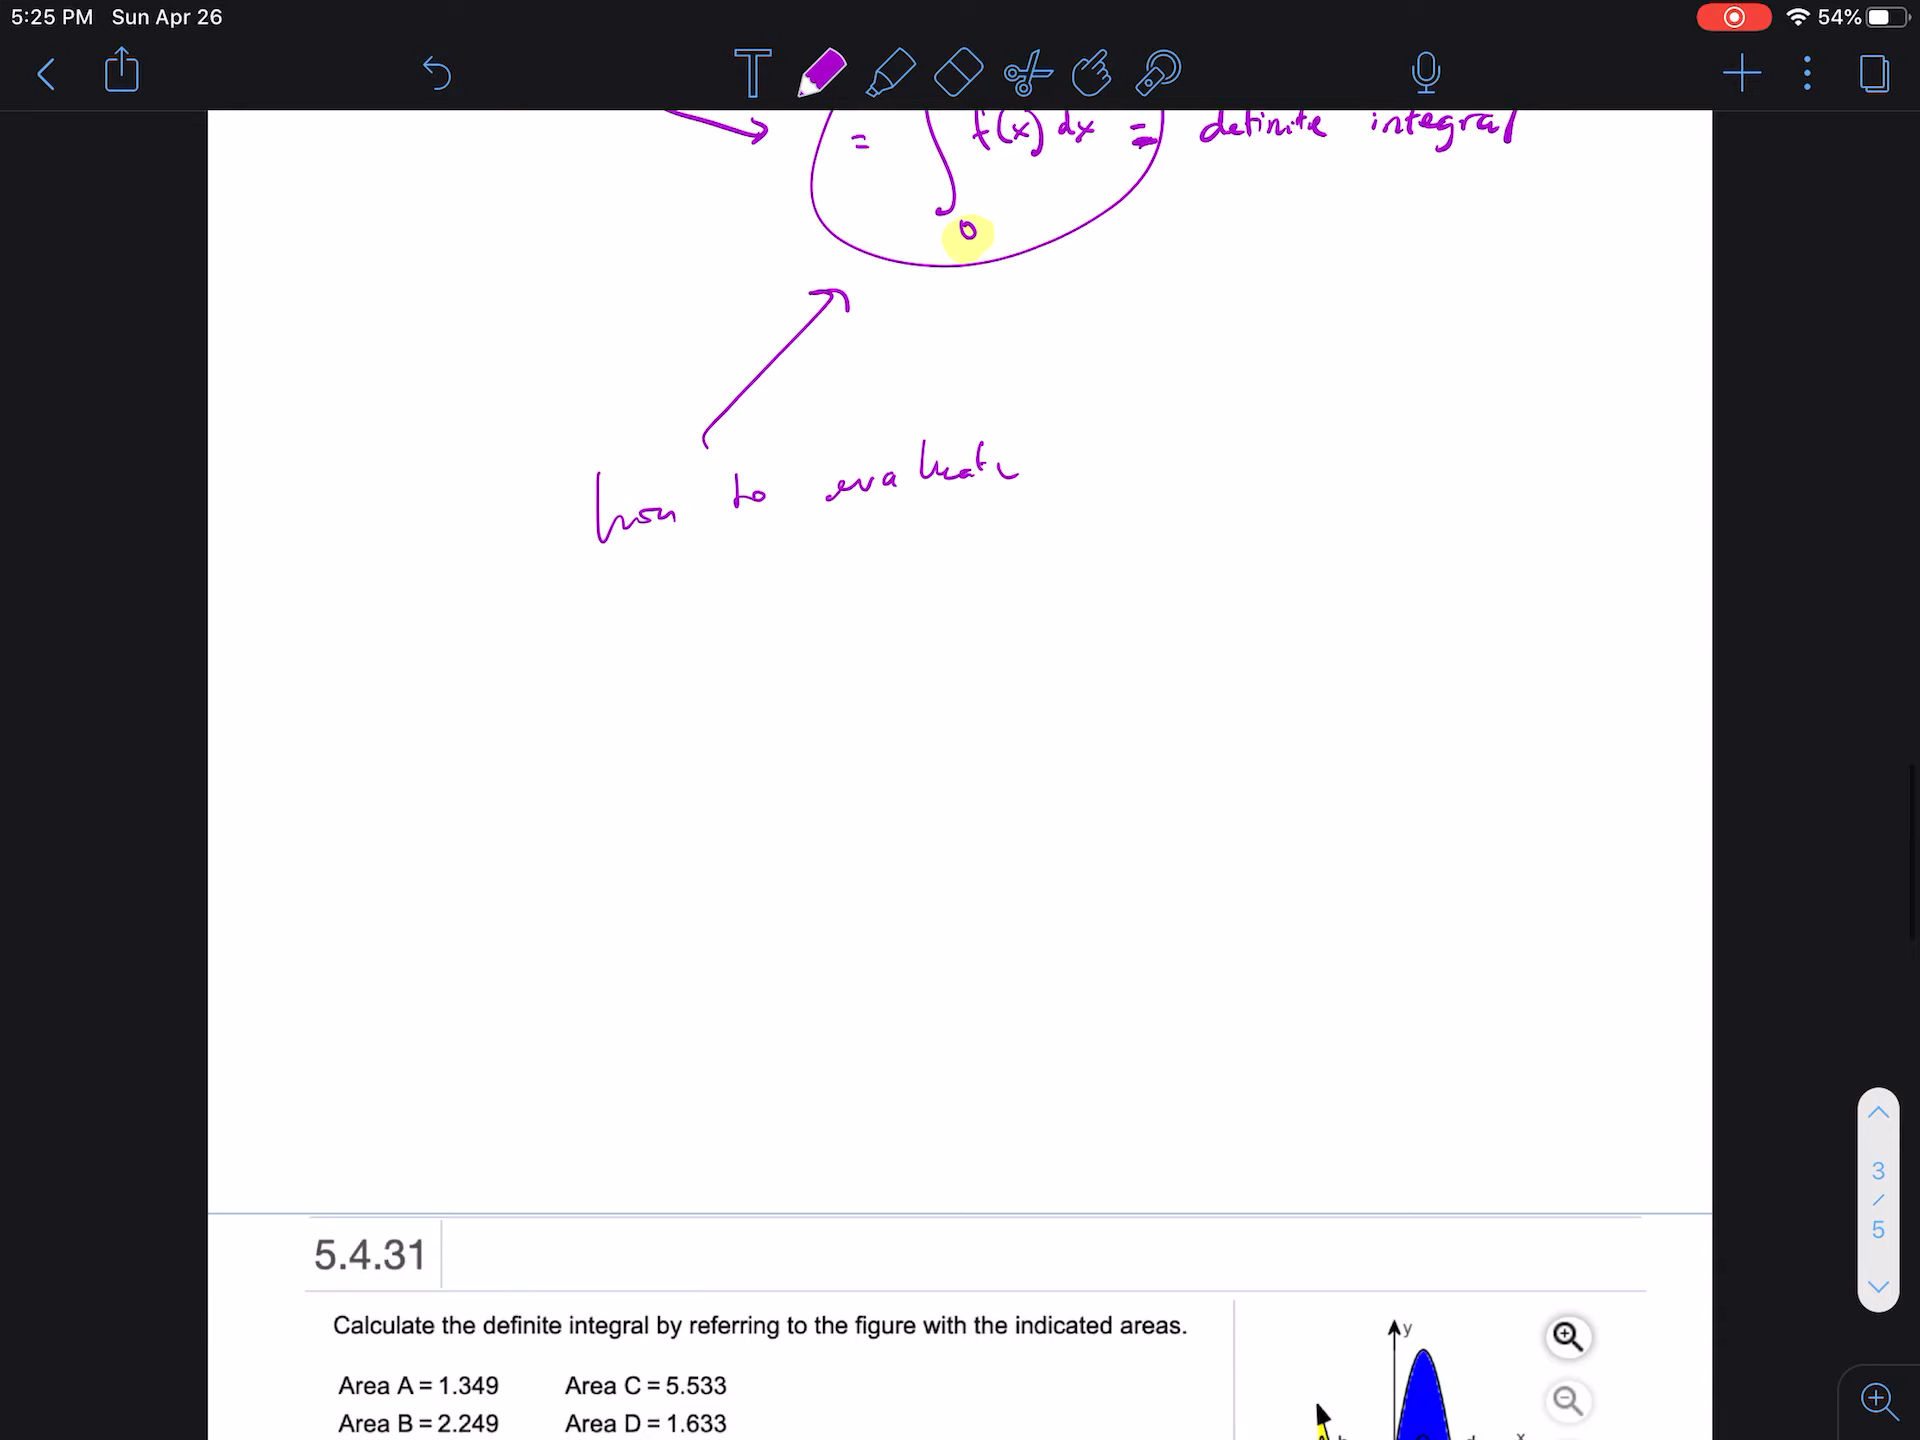 5:25 PM Sun Apr 26
54%
T
= ∫ f(x) dx = definite integral
0
how to evaluate
3
/
5
5.4.31
Calculate the definite integral by referring to the figure with the indicated areas.
Area A = 1.349 Area C = 5.533
Area B = 2.249 Area D = 1.633
y